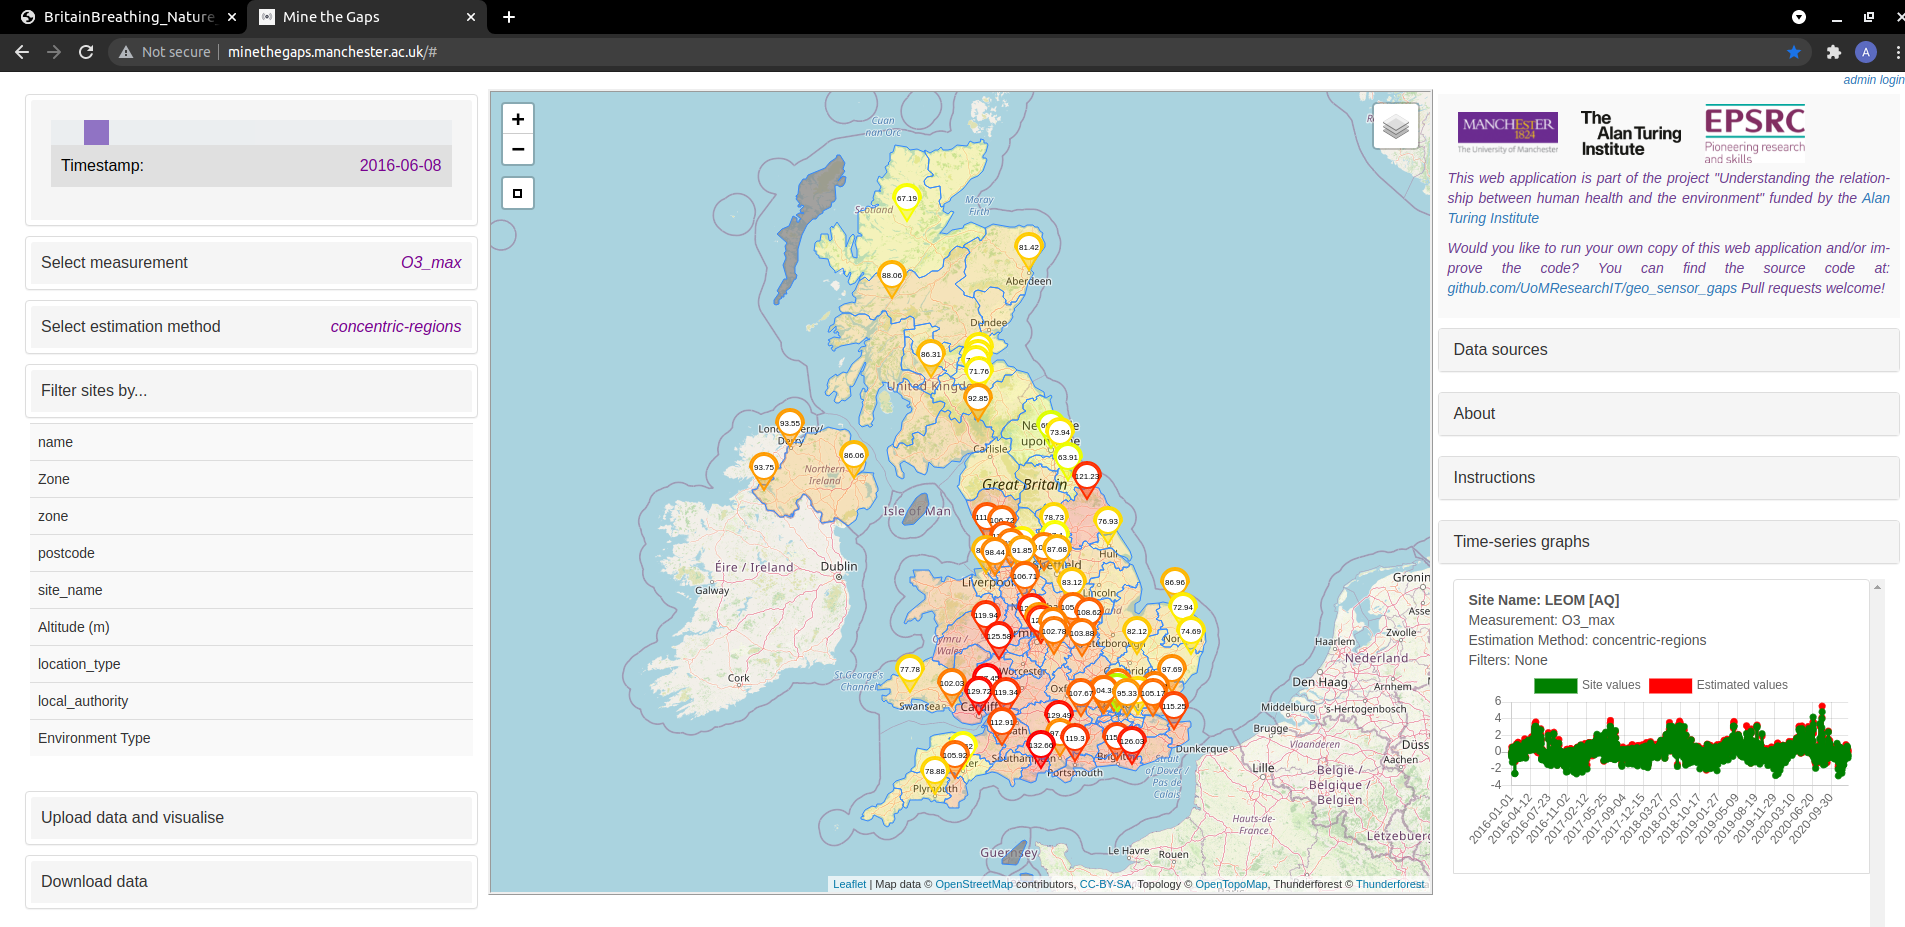 BritainBreathing_Nature
Mine the Gaps
Not secure
minethegaps.manchester.ac.uk/#
A
admin login
Timestamp:
2016-06-08
Select measurement
O3_max
Select estimation method
concentric-regions
Filter sites by...
name
Zone
zone
postcode
site_name
Altitude (m)
location_type
local_authority
Environment Type
Upload data and visualise
Download data
+
−
Cuan
nan Orc
67.19
Scotland
Moray
Firth
81.42
88.06
Aberdeen
Dundee
86.31
71.76
United Kingdo
92.85
93.55
73.94
86.06
93.75
63.91
Northern
Ireland
Carlisle
Great Britain
121.23
Isle of Man
106.72
78.73
76.93
98.44
91.85
87.68
Hull
Éire / Ireland
Dublin
Galway
Liverpool
106.71
83.12
Lincoln
86.96
72.94
119.94
108.62
125.58
102.78
103.88
82.12
74.69
Cymru /
Wales
77.78
St.George's
Channel
102.03
129.72
119.34
107.67
95.33
105.17
97.69
115.25
Cork
Swansea
Cardiff
112.91
129.49
132.66
119.3
126.03
105.92
78.88
Plymouth
Portsmouth
Brighton
Strait
of Dover /
Pas de
Calais
Dunkerque
Groning
Haarlem
Zwolle
Nederland
Den Haag
Arnhem
Middelburg
's-Hertogenbosch
Brugge
Vlaanderen
Düss
Aachen
Lille
België /
Belgique /
Belgien
Hauts-de-
France
Lëtzebuerg
Guernsey
Le Havre
Rouen
Leaflet | Map data © OpenStreetMap contributors, CC-BY-SA, Topology © OpenTopoMap, Thunderforest © Thunderforest
MANCHESTER
1824
The University of Manchester
The
Alan Turing
Institute
EPSRC
Pioneering research
and skills
This web application is part of the project "Understanding the relation-
ship between human health and the environment" funded by the Alan
Turing Institute
Would you like to run your own copy of this web application and/or im-
prove the code? You can find the source code at:
github.com/UoMResearchIT/geo_sensor_gaps Pull requests welcome!
Data sources
About
Instructions
Time-series graphs
Site Name: LEOM [AQ]
Measurement: O3_max
Estimation Method: concentric-regions
Filters: None
Site values
Estimated values
6
4
2
0
-2
-4
2016-01-01
2016-04-12
2016-07-23
2016-11-02
2017-02-12
2017-05-25
2017-09-04
2017-12-15
2018-03-27
2018-07-07
2018-10-17
2019-01-27
2019-05-09
2019-08-19
2019-11-29
2020-03-10
2020-06-20
2020-09-30